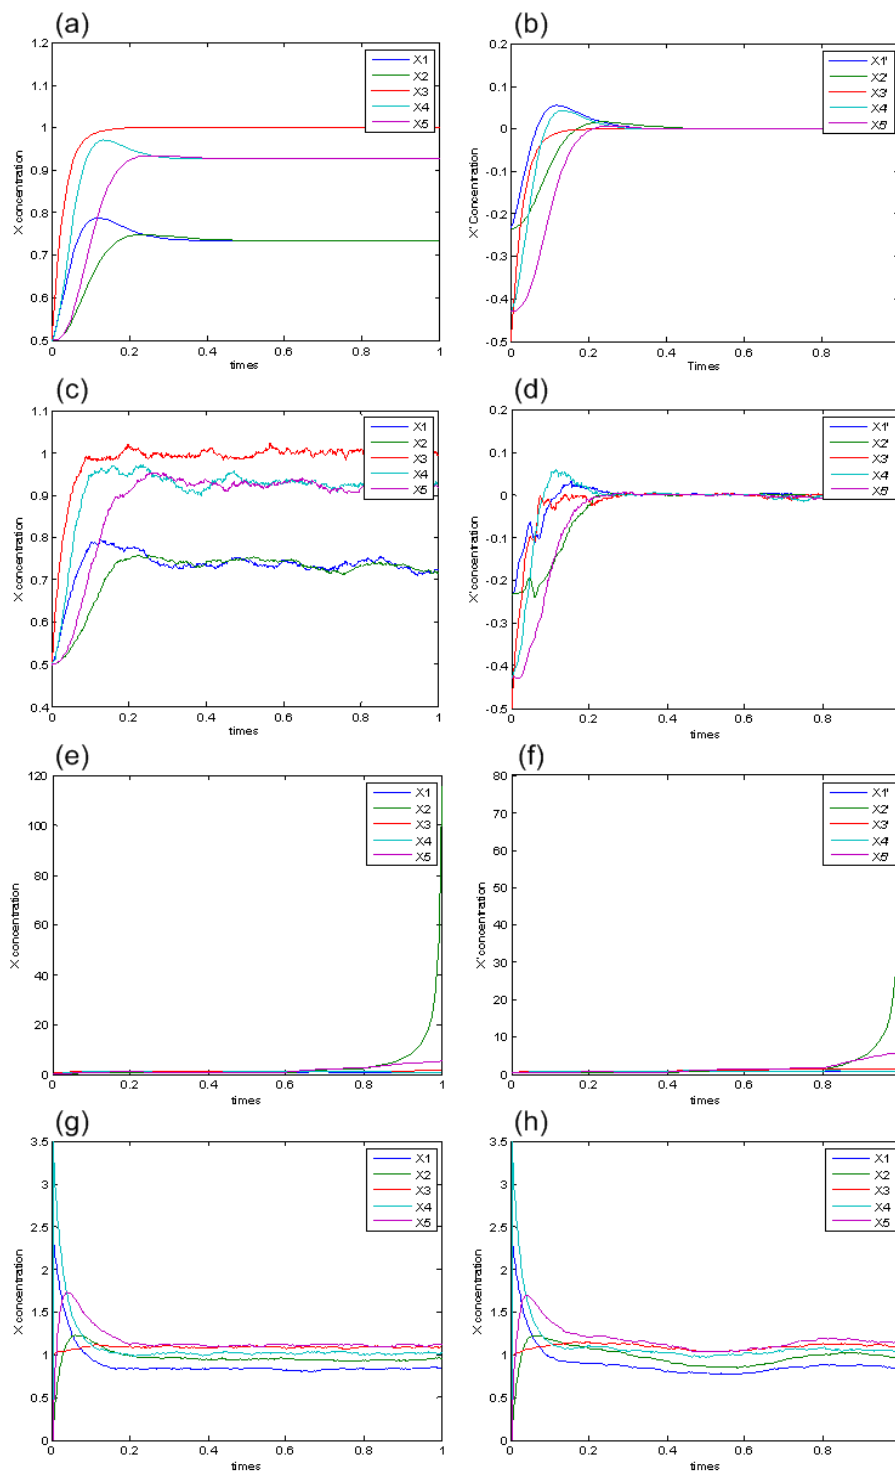 (a)
1.2
1.1
1
0.9
0.8
0.7
0.6
0.5
0
0.2
0.4
0.6
0.8
1
X concentration
times
X1
X2
X3
X4
X5
(b)
0.2
0.1
0
-0.1
-0.2
-0.3
-0.4
-0.5
0
0.2
0.4
0.6
0.8
X' Concentration
Times
X1'
X2'
X3'
X4'
X5'
(c)
1.1
1
0.9
0.8
0.7
0.6
0.5
0.4
0
0.2
0.4
0.6
0.8
1
X concentration
times
X1
X2
X3
X4
X5
(d)
0.2
0.1
0
-0.1
-0.2
-0.3
-0.4
-0.5
0
0.2
0.4
0.6
0.8
X' concentration
times
X1'
X2'
X3'
X4'
X5'
(e)
120
100
80
60
40
20
0
0
0.2
0.4
0.6
0.8
1
X concentration
times
X1
X2
X3
X4
X5
(f)
80
70
60
50
40
30
20
10
0
0
0.2
0.4
0.6
0.8
X' concentration
times
X1'
X2'
X3'
X4'
X5'
(g)
3.5
3
2.5
2
1.5
1
0.5
0
0
0.2
0.4
0.6
0.8
1
X concentration
times
X1
X2
X3
X4
X5
(h)
3.5
3
2.5
2
1.5
1
0.5
0
0
0.2
0.4
0.6
0.8
X concentration
times
X1
X2
X3
X4
X5